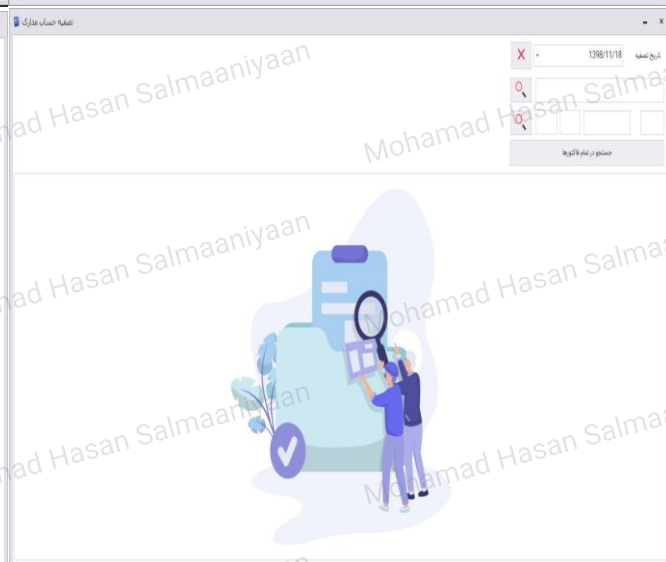 تصفیه حساب مدارک
تاریخ تصفیه 1398/11/18
جستجو در تمام فاکتورها
Mohamad Hasan Salmaaniyaan